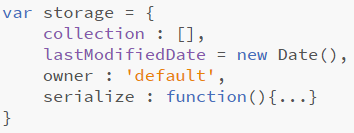 var storage = {
    collection : [],
    lastModifiedDate = new Date(),
    owner : 'default',
    serialize : function(){...}
}